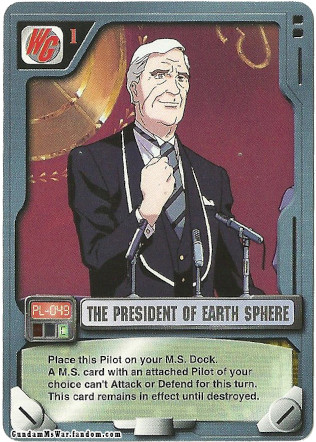 WG 1
PL-043
THE PRESIDENT OF EARTH SPHERE
Place this Pilot on your M.S. Dock.
A M.S. card with an attached Pilot of your
choice can't Attack or Defend for this turn.
This card remains in effect until destroyed.
GundamMsWar.fandom.com